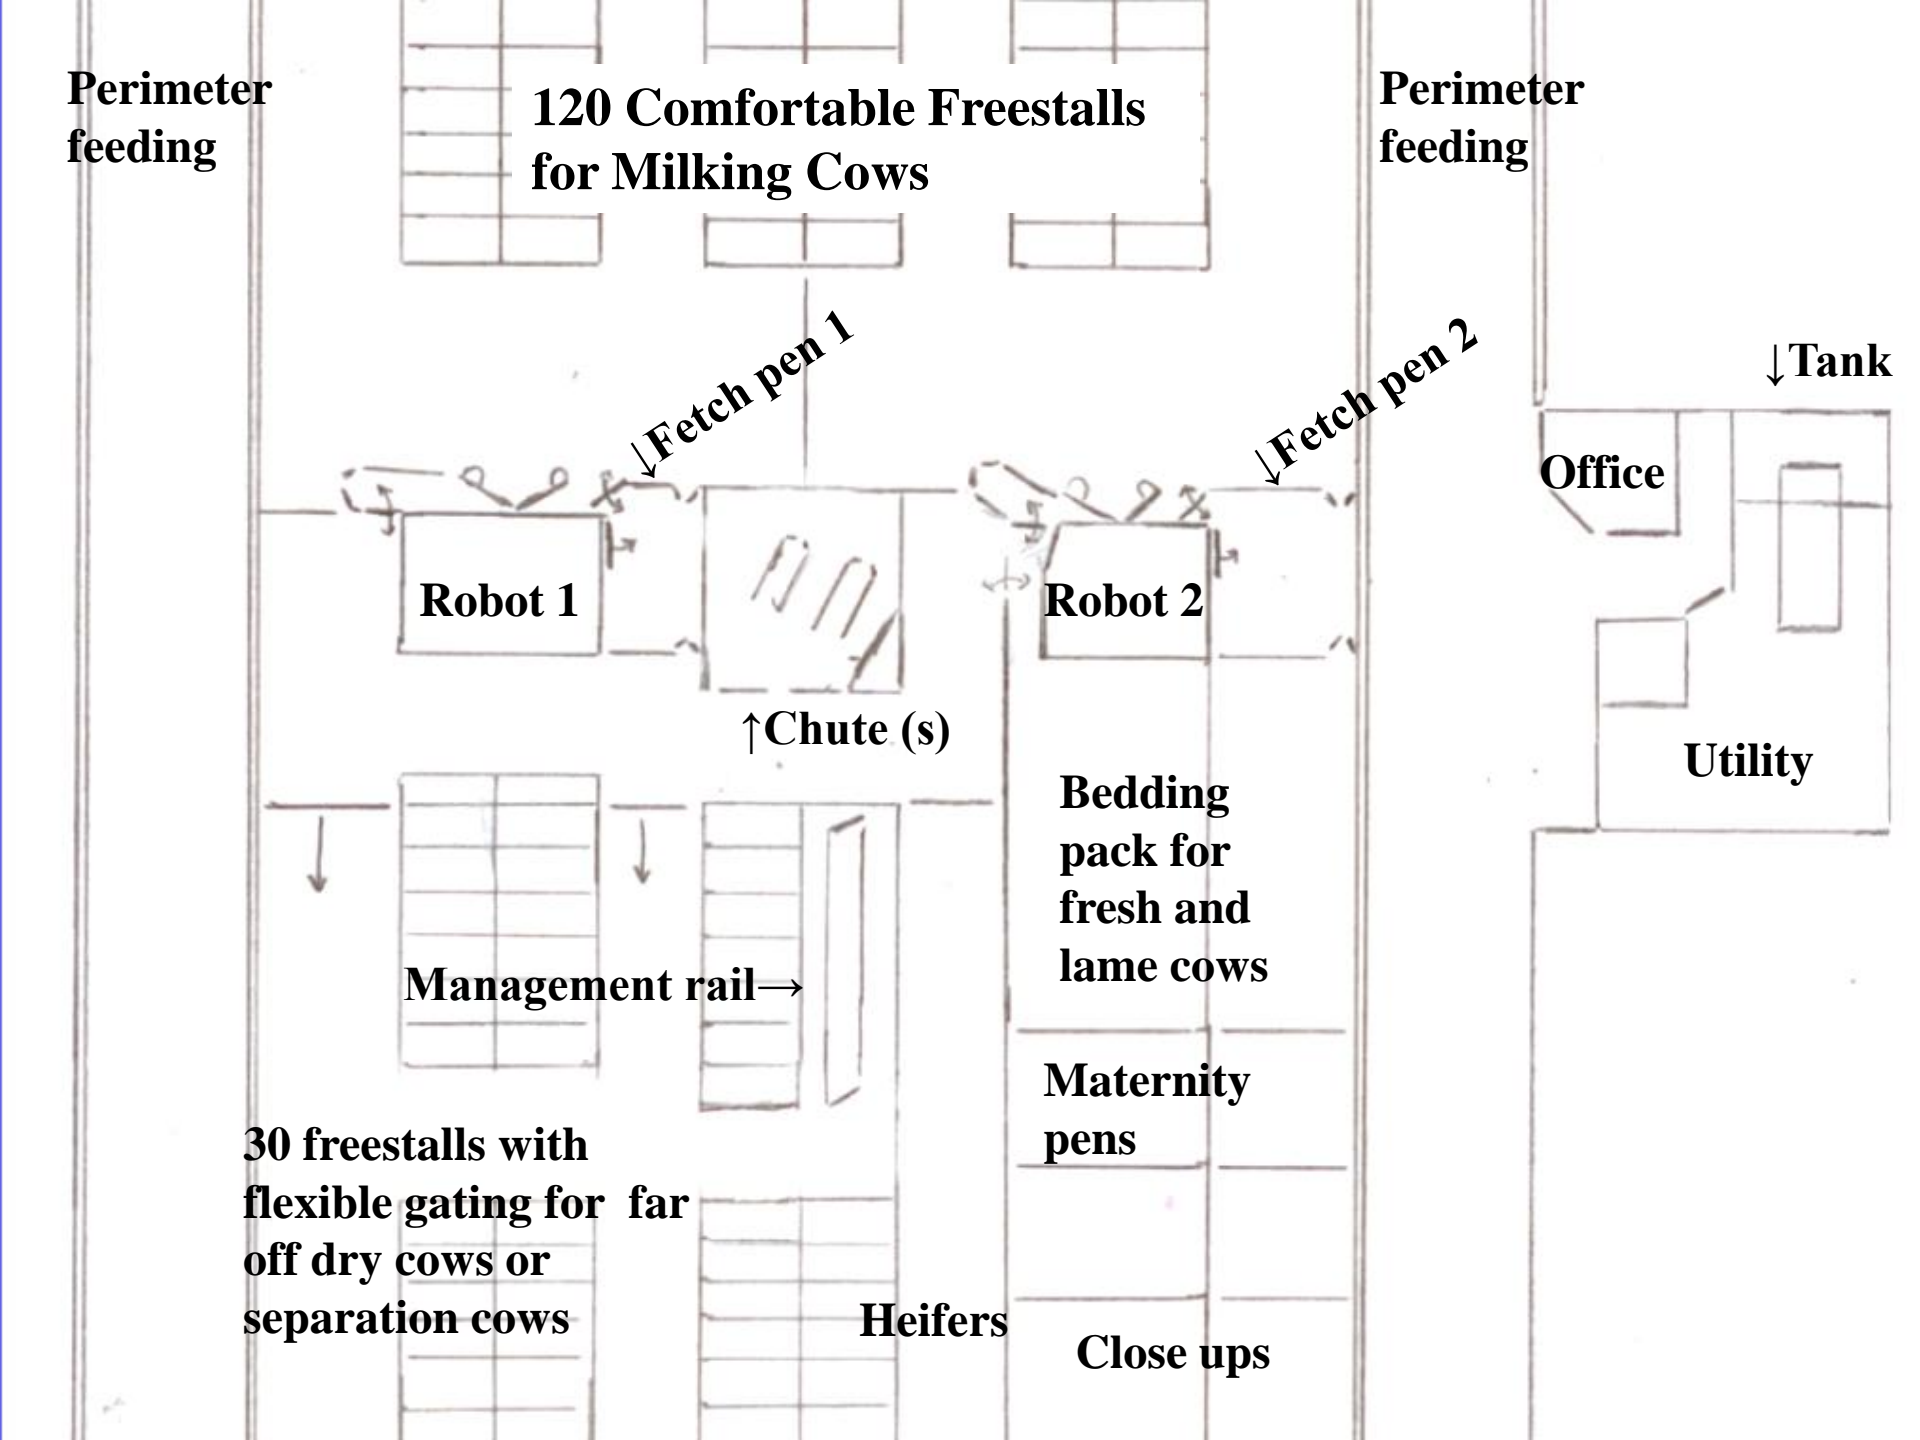 Perimeter
feeding
120 Comfortable Freestalls
for Milking Cows
Perimeter
feeding
↓Fetch pen 1
↓Fetch pen 2
↓Tank
Office
Robot 1
Robot 2
↑Chute (s)
Utility
Bedding
pack for
fresh and
lame cows
Management rail→
Maternity
pens
30 freestalls with
flexible gating for  far
off dry cows or
separation cows
Heifers
Close ups